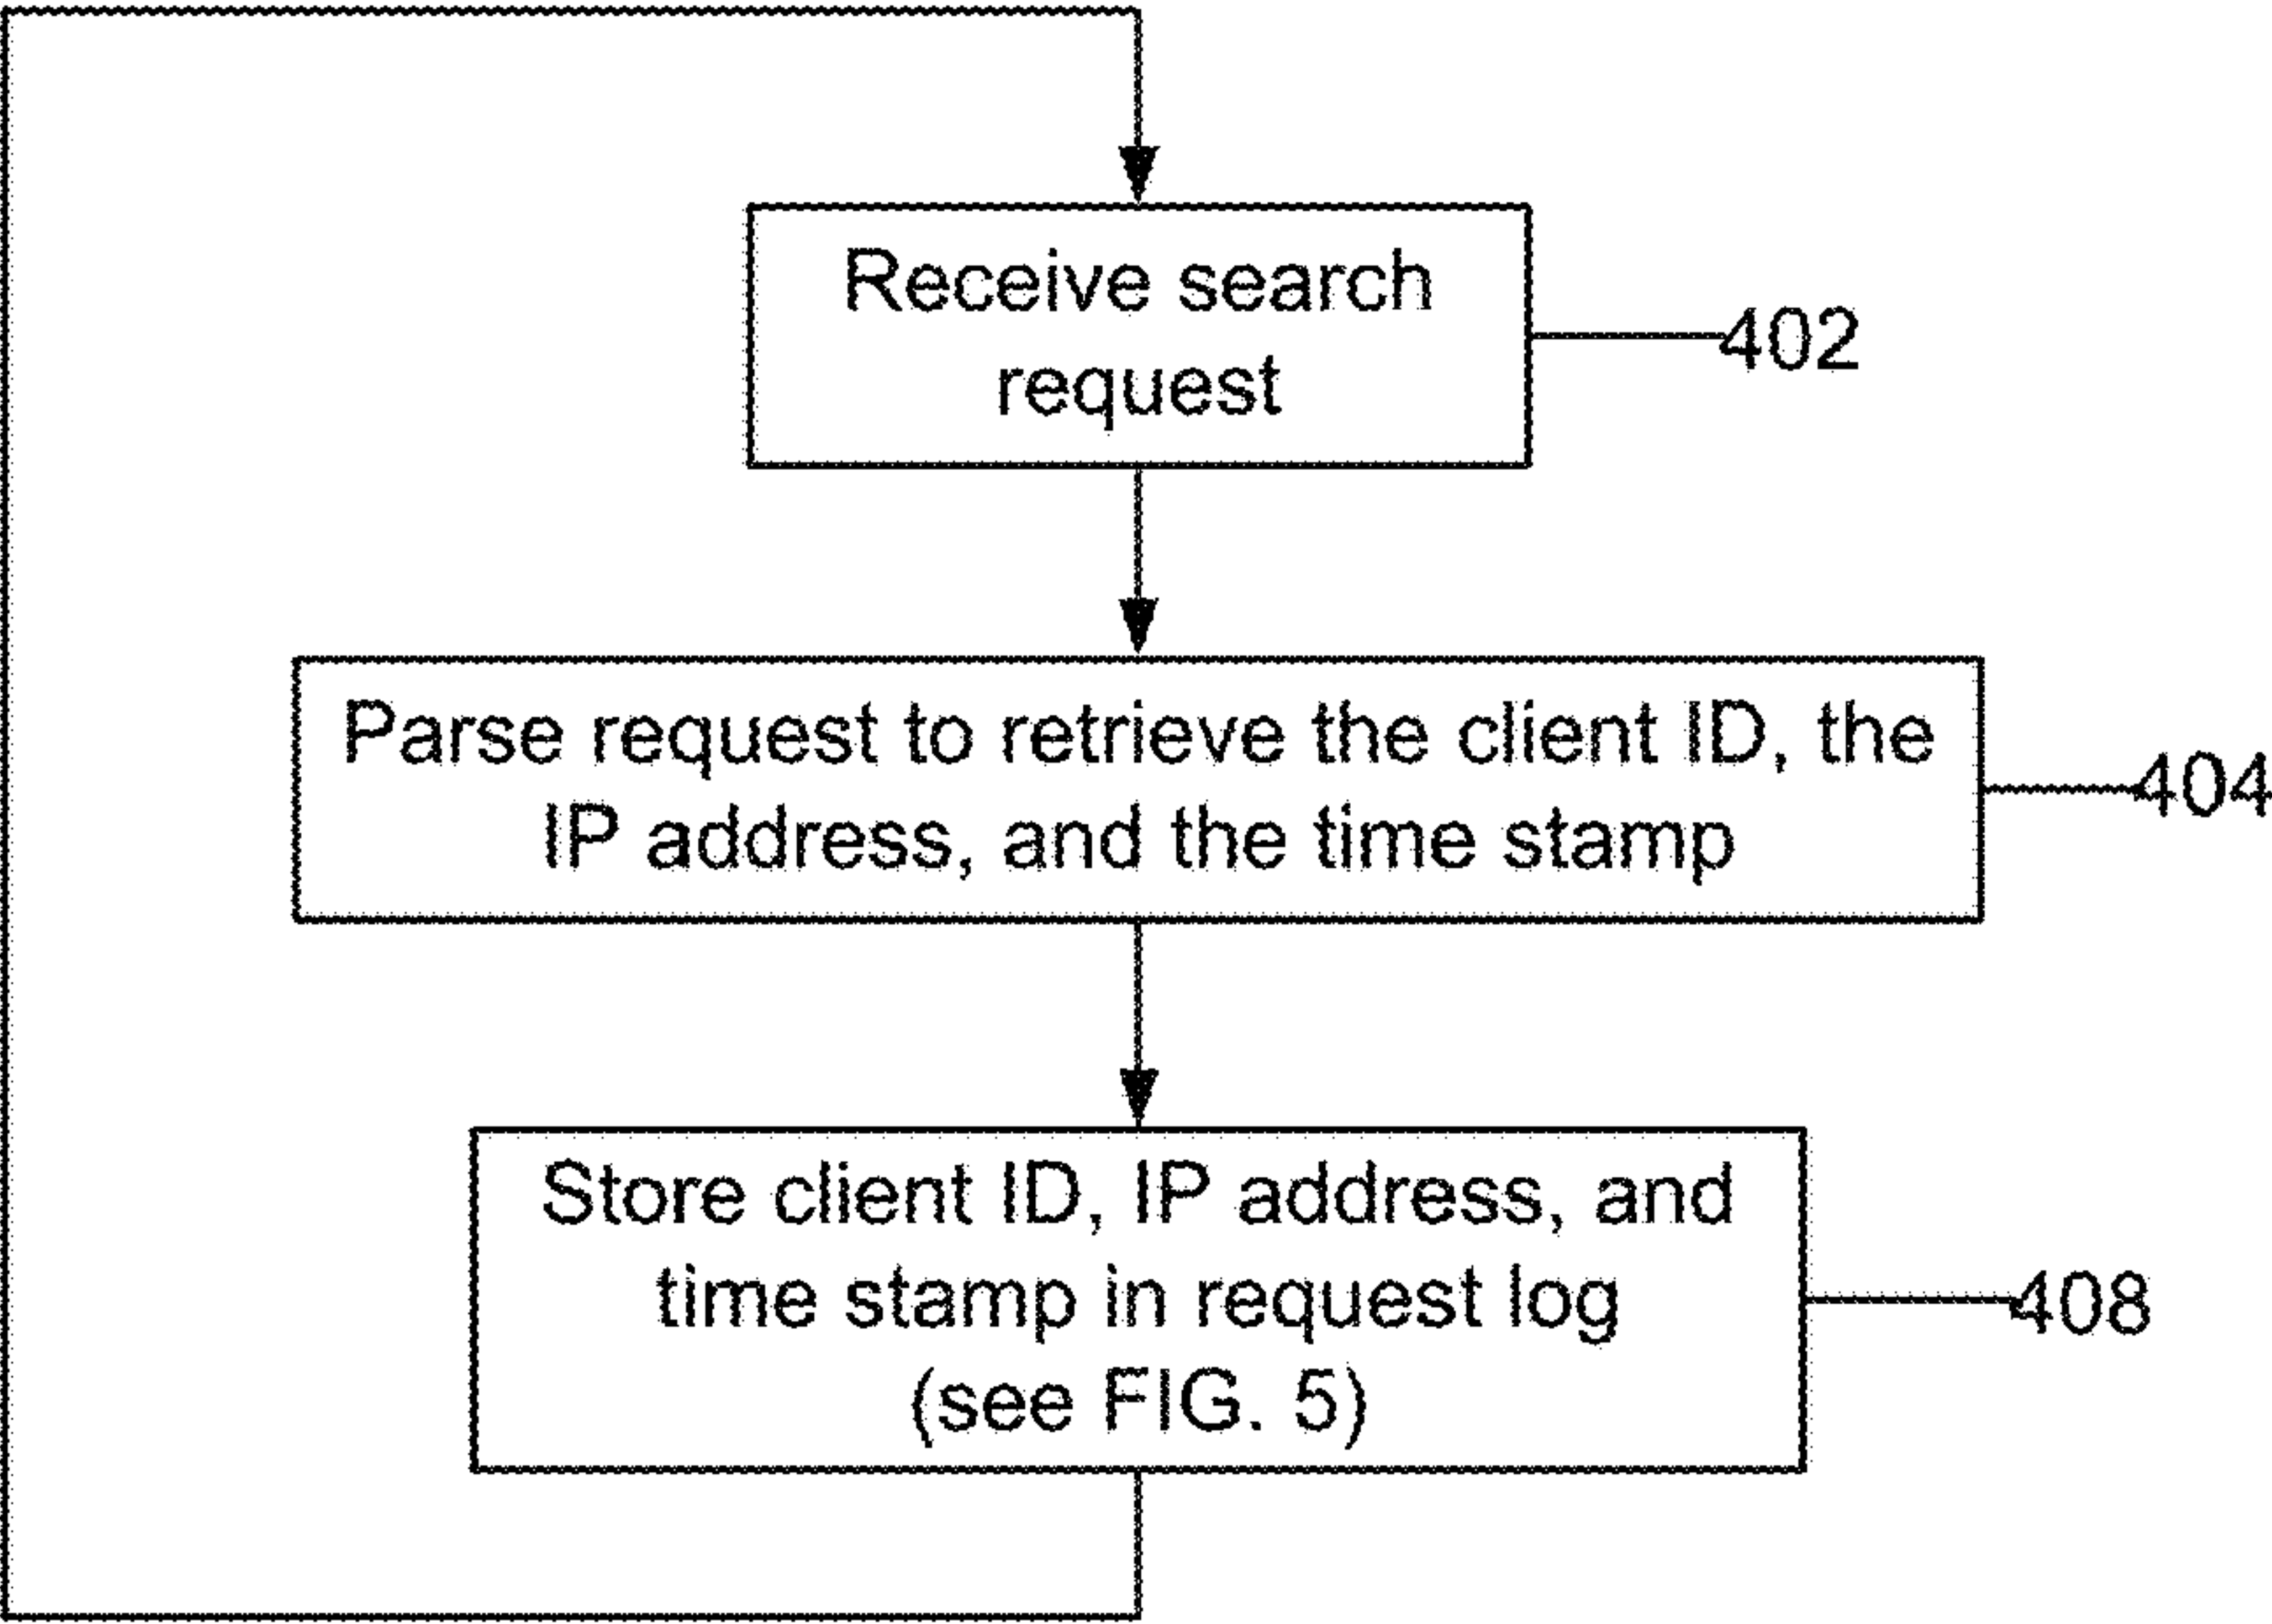 Receive search
request
402
Parse request to retrieve the client ID, the
IP address, and the time stamp
404
Store client ID, IP address, and
time stamp in request log
(see FIG. 5)
408